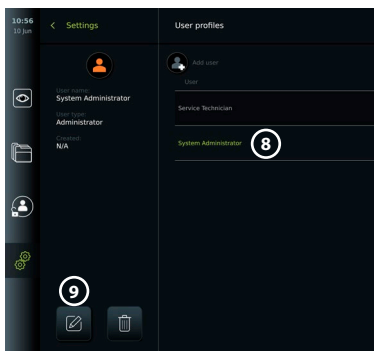 10:56
10 Jun
Settings
User profiles
Add user
User
User name:
System Administrator
User type:
Administrator
Created:
N/A
Service Technician
System Administrator
8
9